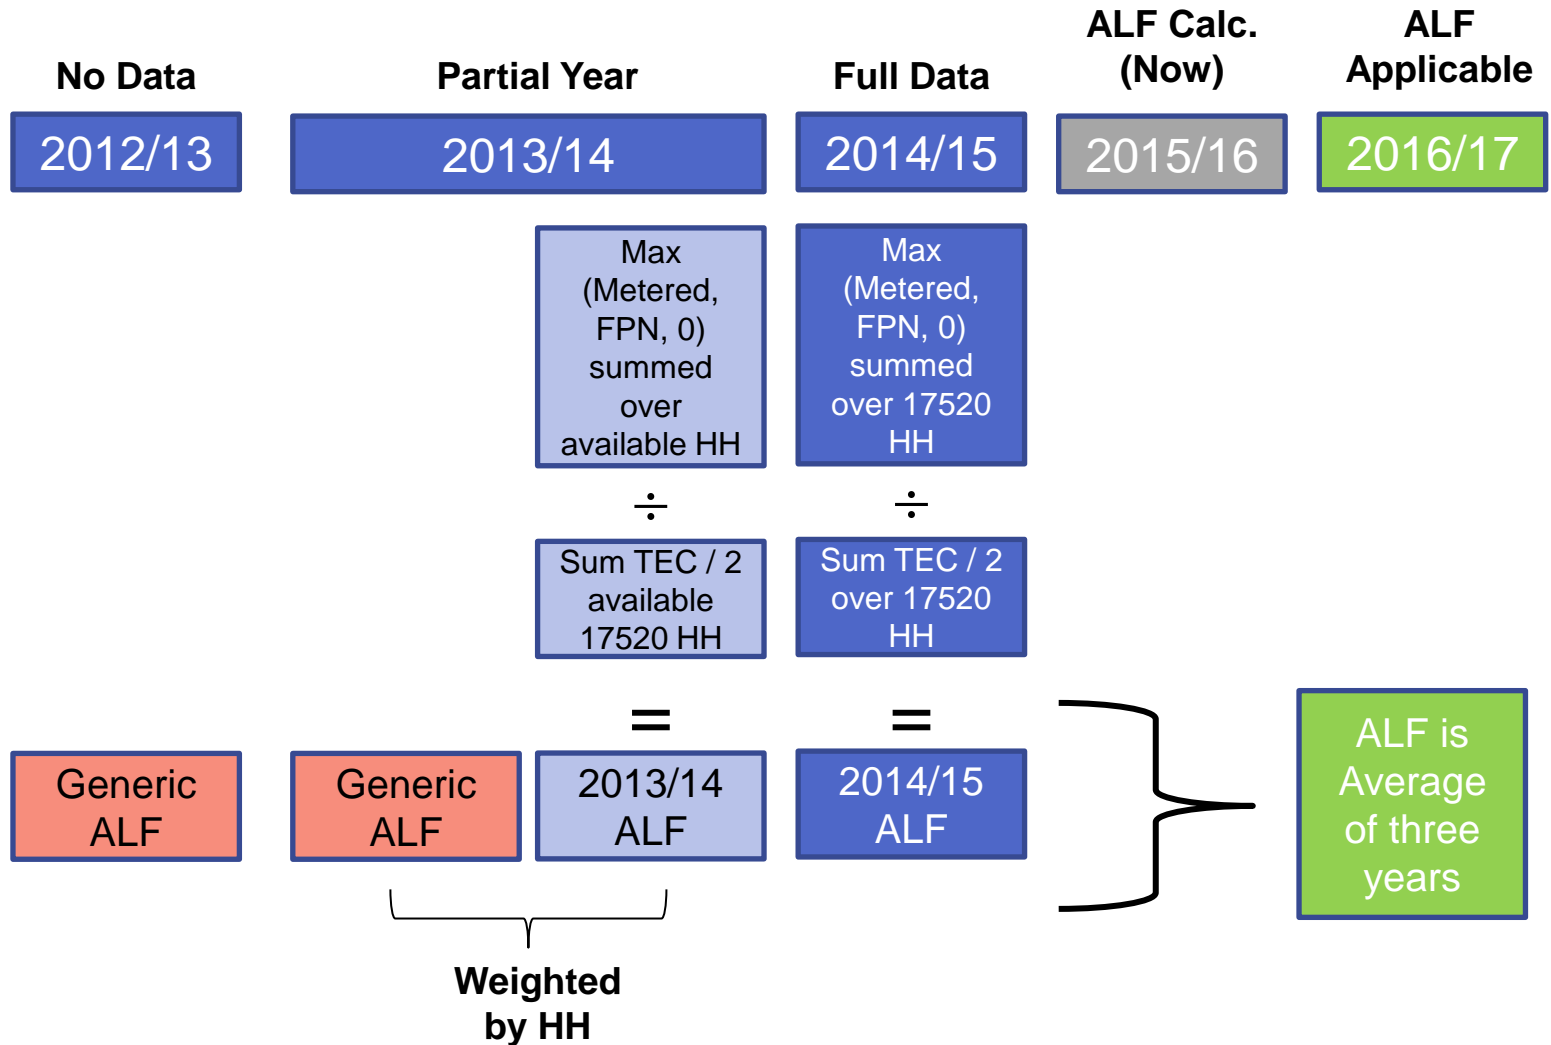 No Data
Partial Year
Full Data
ALF Calc.
(Now)
ALF
Applicable
2012/13
2013/14
2014/15
2015/16
2016/17
Max
(Metered,
FPN, 0)
summed
over
available HH
Max
(Metered,
FPN, 0)
summed
over 17520
HH
÷
÷
Sum TEC / 2
available
17520 HH
Sum TEC / 2
over 17520
HH
=
=
Generic
ALF
Generic
ALF
2013/14
ALF
2014/15
ALF
ALF is
Average
of three
years
Weighted
by HH